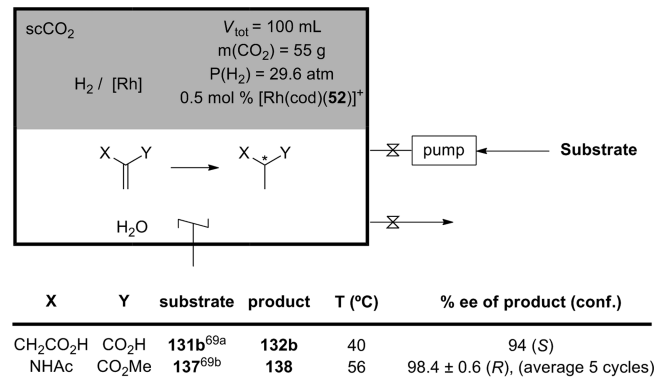 scCO₂
V_tot = 100 mL
m(CO₂) = 55 g
P(H₂) = 29.6 atm
H₂ / [Rh]
0.5 mol % [Rh(cod)(52)]⁺
X Y X * Y
pump Substrate
H₂O
X Y substrate product T (ºC) % ee of product (conf.)
CH₂CO₂H CO₂H 131b⁶⁹ᵃ 132b 40 94 (S)
NHAc CO₂Me 137⁶⁹ᵇ 138 56 98.4 ± 0.6 (R), (average 5 cycles)